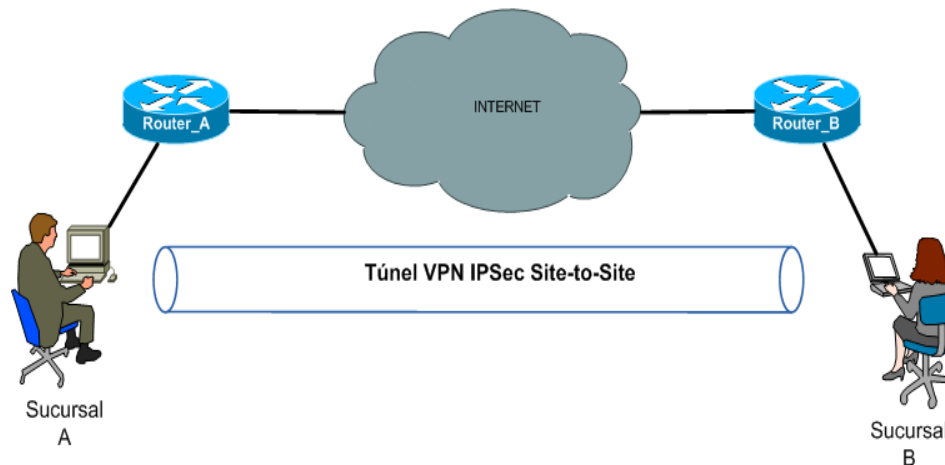 INTERNET
Router_A
Router_B
Túnel VPN IPSec Site-to-Site
Sucursal
A
Sucursal
B